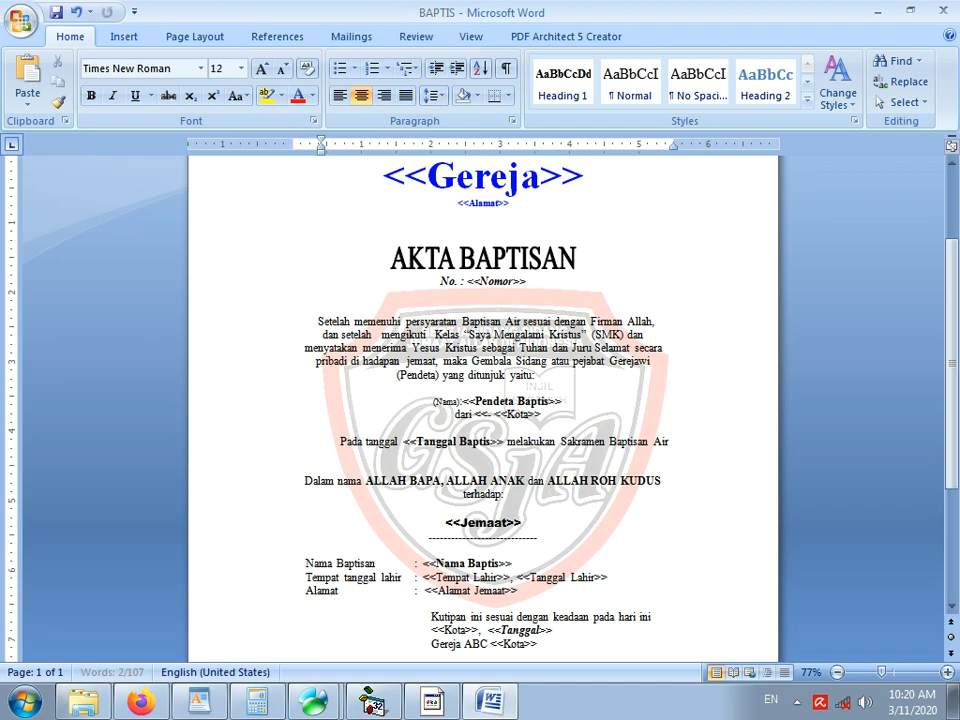 BAPTIS - Microsoft Word
Home Insert Page Layout References Mailings Review View PDF Architect 5 Creator
Paste
Clipboard
Times New Roman 12
Font
Paragraph
AaBbCcDd AaBbCcI AaBbCcI AaBbCc
Heading 1 ¶ Normal ¶ No Spaci... Heading 2
Change Styles
Styles
Find
Replace
Select
Editing
<<Gereja>>
<<Alamat>>
AKTA BAPTISAN
No. : <<Nomor>>
Setelah memenuhi persyaratan Baptisan Air sesuai dengan Firman Allah,
dan setelah mengikuti Kelas “Saya Mengalami Kristus” (SMK) dan
menyatakan menerima Yesus Kristus sebagai Tuhan dan Juru Selamat secara
pribadi di hadapan jemaat, maka Gembala Sidang atau pejabat Gerejawi
(Pendeta) yang ditunjuk yaitu:
INJIL
(Nama):<<Pendeta Baptis>>
dari <<- <<Kota>>
Pada tanggal <<Tanggal Baptis>> melakukan Sakramen Baptisan Air
GSJA
Dalam nama ALLAH BAPA, ALLAH ANAK dan ALLAH ROH KUDUS
terhadap:
<<Jemaat>>
-----------------------------
Nama Baptisan : <<Nama Baptis>>
Tempat tanggal lahir : <<Tempat Lahir>>, <<Tanggal Lahir>>
Alamat : <<Alamat Jemaat>>
Kutipan ini sesuai dengan keadaan pada hari ini
<<Kota>>, <<Tanggal>>
Gereja ABC <<Kota>>
Page: 1 of 1 Words: 2/107 English (United States) 77%
EN 10:20 AM
3/11/2020